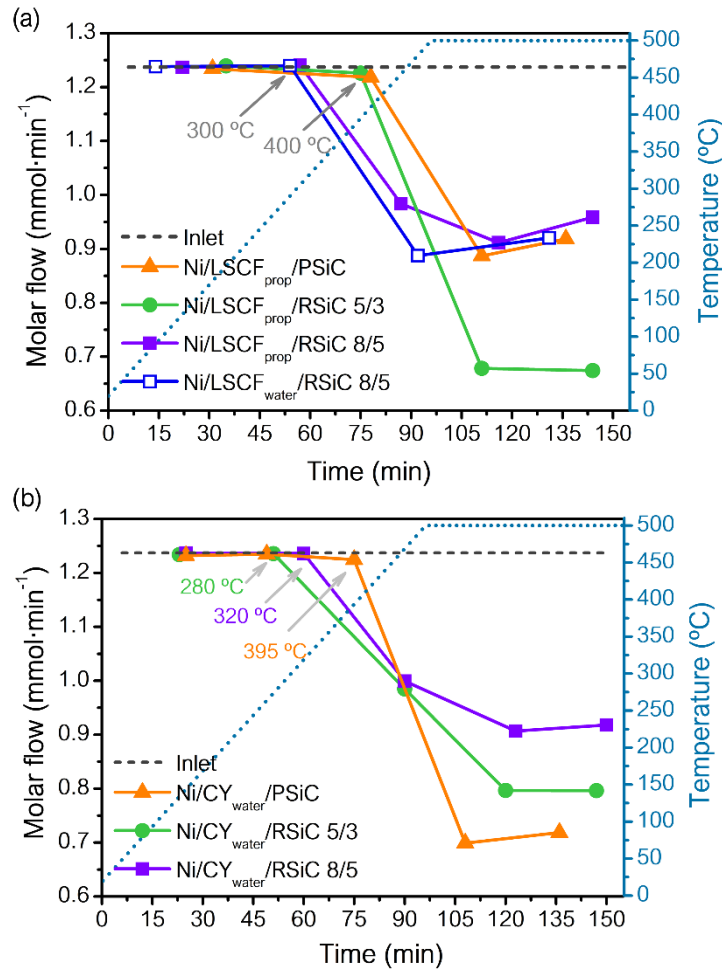 (a)
1.3
1.2
1.1
1.0
0.9
0.8
0.7
0.6
Molar flow (mmol·min⁻¹)
500
450
400
350
300
250
200
150
100
50
0
Temperature (ºC)
300 ºC
400 ºC
Inlet
Ni/LSCFprop/PSiC
Ni/LSCFprop/RSiC 5/3
Ni/LSCFprop/RSiC 8/5
Ni/LSCFwater/RSiC 8/5
0 15 30 45 60 75 90 105 120 135 150
Time (min)
(b)
1.3
1.2
1.1
1.0
0.9
0.8
0.7
0.6
Molar flow (mmol·min⁻¹)
500
450
400
350
300
250
200
150
100
50
0
Temperature (ºC)
280 ºC
320 ºC
395 ºC
Inlet
Ni/CYwater/PSiC
Ni/CYwater/RSiC 5/3
Ni/CYwater/RSiC 8/5
0 15 30 45 60 75 90 105 120 135 150
Time (min)